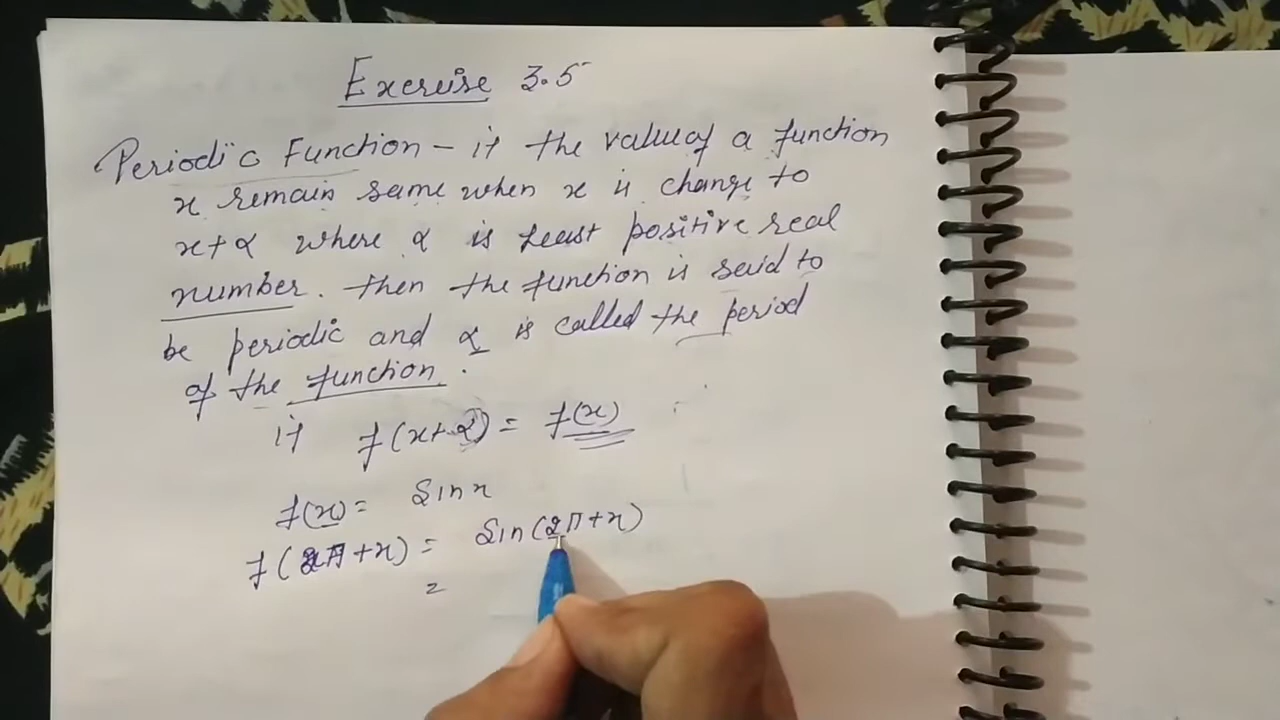 Exercise 3.5
Periodic Function - if the value of a function
x remain same when x is change to
x+α where α is least positive real
number. then the function is said to
be periodic and α is called the period
of the function.
if f(x+α) = f(x)
f(x) = Sinx
f(2π+x) = Sin(2π+x)
=